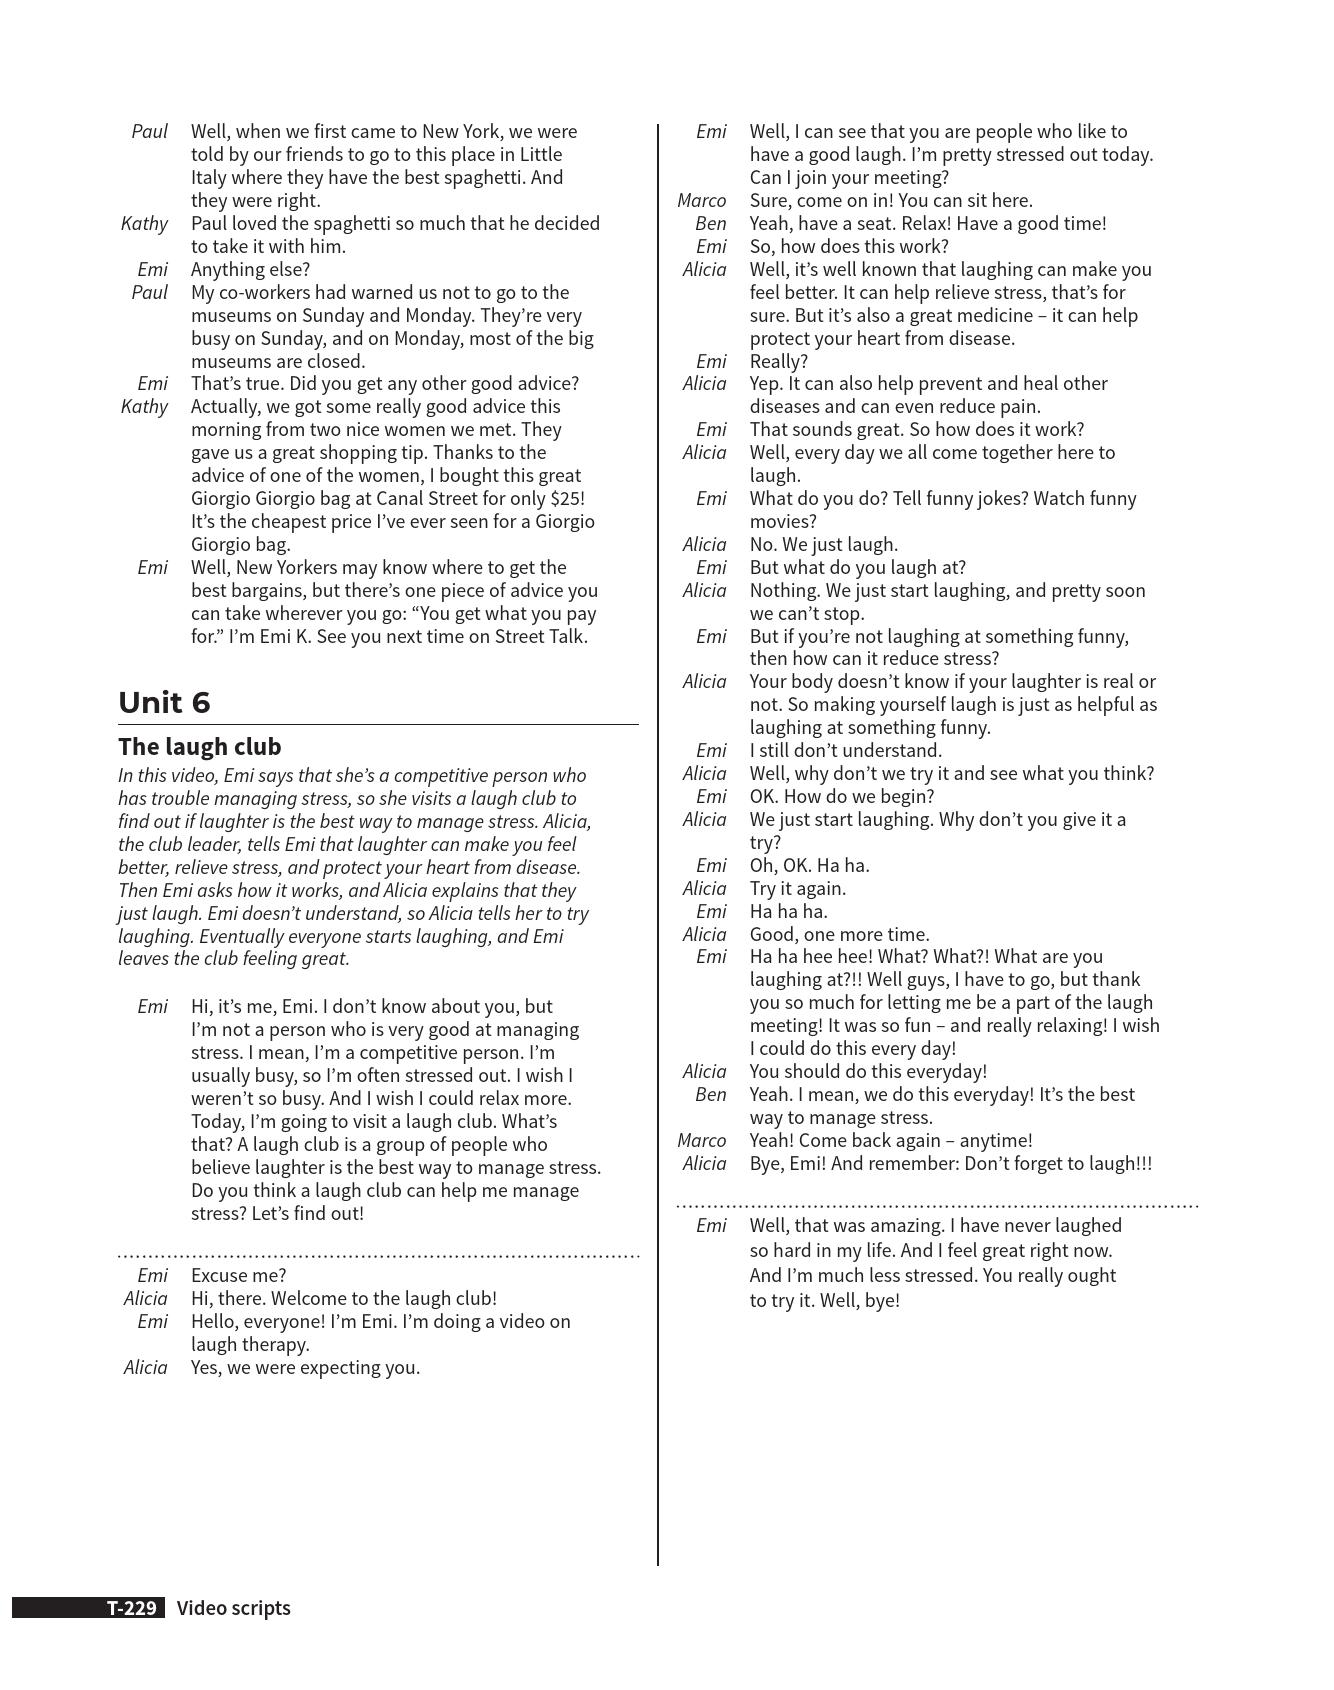 Paul Well, when we first came to New York, we were
told by our friends to go to this place in Little
Italy where they have the best spaghetti. And
they were right.
Kathy Paul loved the spaghetti so much that he decided
to take it with him.
Emi Anything else?
Paul My co-workers had warned us not to go to the
museums on Sunday and Monday. They’re very
busy on Sunday, and on Monday, most of the big
museums are closed.
Emi That’s true. Did you get any other good advice?
Kathy Actually, we got some really good advice this
morning from two nice women we met. They
gave us a great shopping tip. Thanks to the
advice of one of the women, I bought this great
Giorgio Giorgio bag at Canal Street for only $25!
It’s the cheapest price I’ve ever seen for a Giorgio
Giorgio bag.
Emi Well, New Yorkers may know where to get the
best bargains, but there’s one piece of advice you
can take wherever you go: “You get what you pay
for.” I’m Emi K. See you next time on Street Talk.
Unit 6
The laugh club
In this video, Emi says that she’s a competitive person who
has trouble managing stress, so she visits a laugh club to
find out if laughter is the best way to manage stress. Alicia,
the club leader, tells Emi that laughter can make you feel
better, relieve stress, and protect your heart from disease.
Then Emi asks how it works, and Alicia explains that they
just laugh. Emi doesn’t understand, so Alicia tells her to try
laughing. Eventually everyone starts laughing, and Emi
leaves the club feeling great.
Emi Hi, it’s me, Emi. I don’t know about you, but
I’m not a person who is very good at managing
stress. I mean, I’m a competitive person. I’m
usually busy, so I’m often stressed out. I wish I
weren’t so busy. And I wish I could relax more.
Today, I’m going to visit a laugh club. What’s
that? A laugh club is a group of people who
believe laughter is the best way to manage stress.
Do you think a laugh club can help me manage
stress? Let’s find out!
Emi Excuse me?
Alicia Hi, there. Welcome to the laugh club!
Emi Hello, everyone! I’m Emi. I’m doing a video on
laugh therapy.
Alicia Yes, we were expecting you.
Emi Well, I can see that you are people who like to
have a good laugh. I’m pretty stressed out today.
Can I join your meeting?
Marco Sure, come on in! You can sit here.
Ben Yeah, have a seat. Relax! Have a good time!
Emi So, how does this work?
Alicia Well, it’s well known that laughing can make you
feel better. It can help relieve stress, that’s for
sure. But it’s also a great medicine – it can help
protect your heart from disease.
Emi Really?
Alicia Yep. It can also help prevent and heal other
diseases and can even reduce pain.
Emi That sounds great. So how does it work?
Alicia Well, every day we all come together here to
laugh.
Emi What do you do? Tell funny jokes? Watch funny
movies?
Alicia No. We just laugh.
Emi But what do you laugh at?
Alicia Nothing. We just start laughing, and pretty soon
we can’t stop.
Emi But if you’re not laughing at something funny,
then how can it reduce stress?
Alicia Your body doesn’t know if your laughter is real or
not. So making yourself laugh is just as helpful as
laughing at something funny.
Emi I still don’t understand.
Alicia Well, why don’t we try it and see what you think?
Emi OK. How do we begin?
Alicia We just start laughing. Why don’t you give it a
try?
Emi Oh, OK. Ha ha.
Alicia Try it again.
Emi Ha ha ha.
Alicia Good, one more time.
Emi Ha ha hee hee! What? What?! What are you
laughing at?!! Well guys, I have to go, but thank
you so much for letting me be a part of the laugh
meeting! It was so fun – and really relaxing! I wish
I could do this every day!
Alicia You should do this everyday!
Ben Yeah. I mean, we do this everyday! It’s the best
way to manage stress.
Marco Yeah! Come back again – anytime!
Alicia Bye, Emi! And remember: Don’t forget to laugh!!!
Emi Well, that was amazing. I have never laughed
so hard in my life. And I feel great right now.
And I’m much less stressed. You really ought
to try it. Well, bye!
T-229 Video scripts